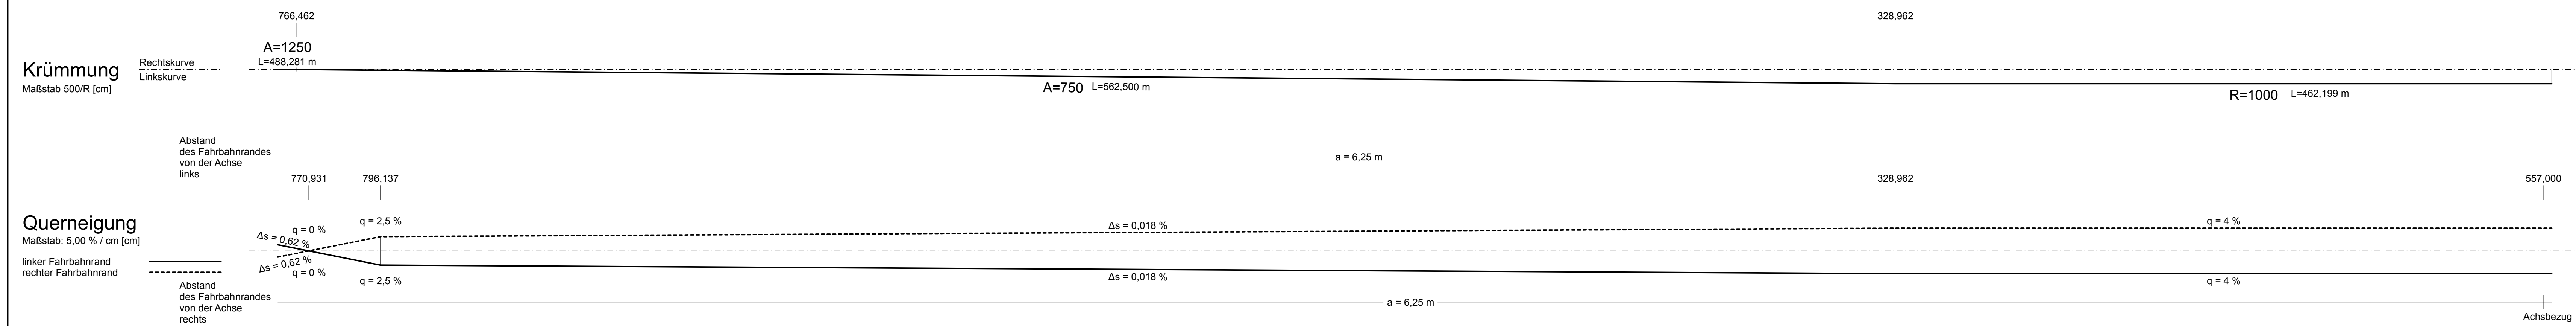 766,462
328,962
A=1250
Krümmung
Rechtskurve
L=488,281 m
Linkskurve
Maßstab 500/R [cm]
A=750 L=562,500 m
R=1000 L=462,199 m
Abstand
des Fahrbahnrandes
von der Achse
links
a = 6,25 m
770,931
796,137
328,962
557,000
Querneigung
Maßstab: 5,00 % / cm [cm]
Δs = 0,62 %
q = 0 %
q = 2,5 %
Δs = 0,018 %
q = 4 %
linker Fahrbahnrand
rechter Fahrbahnrand
Δs = 0,62 %
q = 0 %
q = 2,5 %
Δs = 0,018 %
q = 4 %
Abstand
des Fahrbahnrandes
von der Achse
rechts
a = 6,25 m
Achsbezug